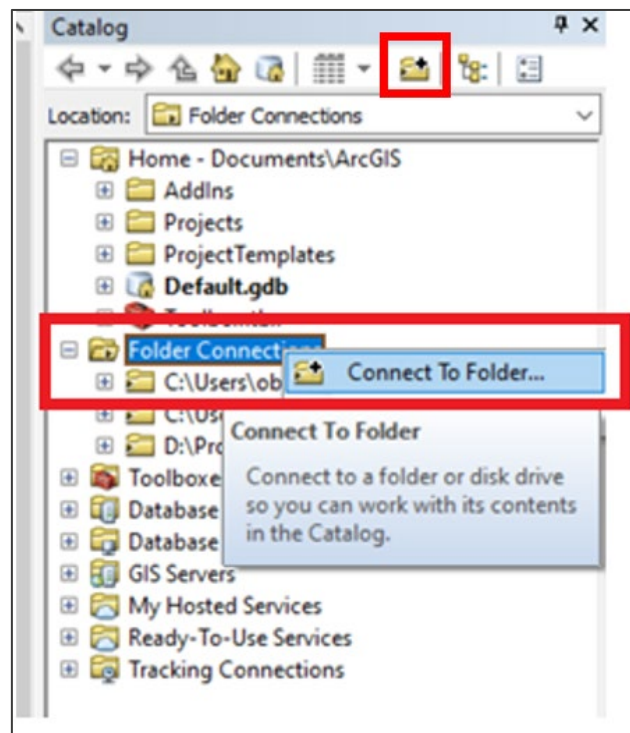 Catalog
Location: Folder Connections
Home - Documents\ArcGIS
AddIns
Projects
ProjectTemplates
Default.gdb
Folder Connections
Connect To Folder...
C:\Users\ob
C:\Us
Connect To Folder
D:\Pro
Connect to a folder or disk drive
so you can work with its contents
in the Catalog.
Toolboxe
Database
Database
GIS Servers
My Hosted Services
Ready-To-Use Services
Tracking Connections